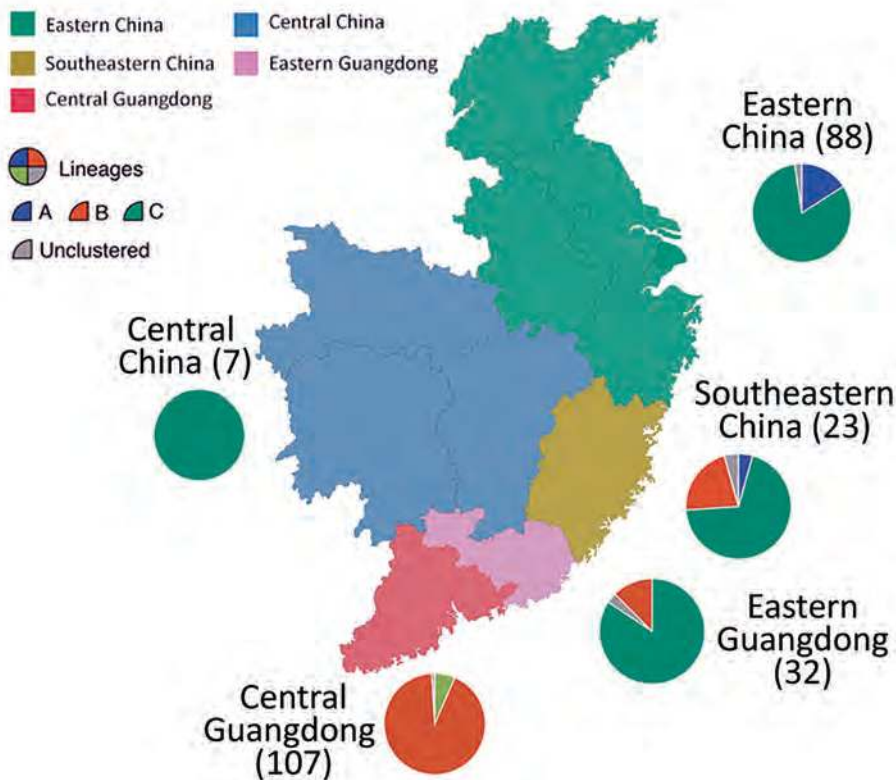 Eastern China
Central China
Southeastern China
Eastern Guangdong
Central Guangdong
Lineages
A B C
Unclustered
Eastern
China (88)
Central
China (7)
Southeastern
China (23)
Eastern
Guangdong
(32)
Central
Guangdong
(107)